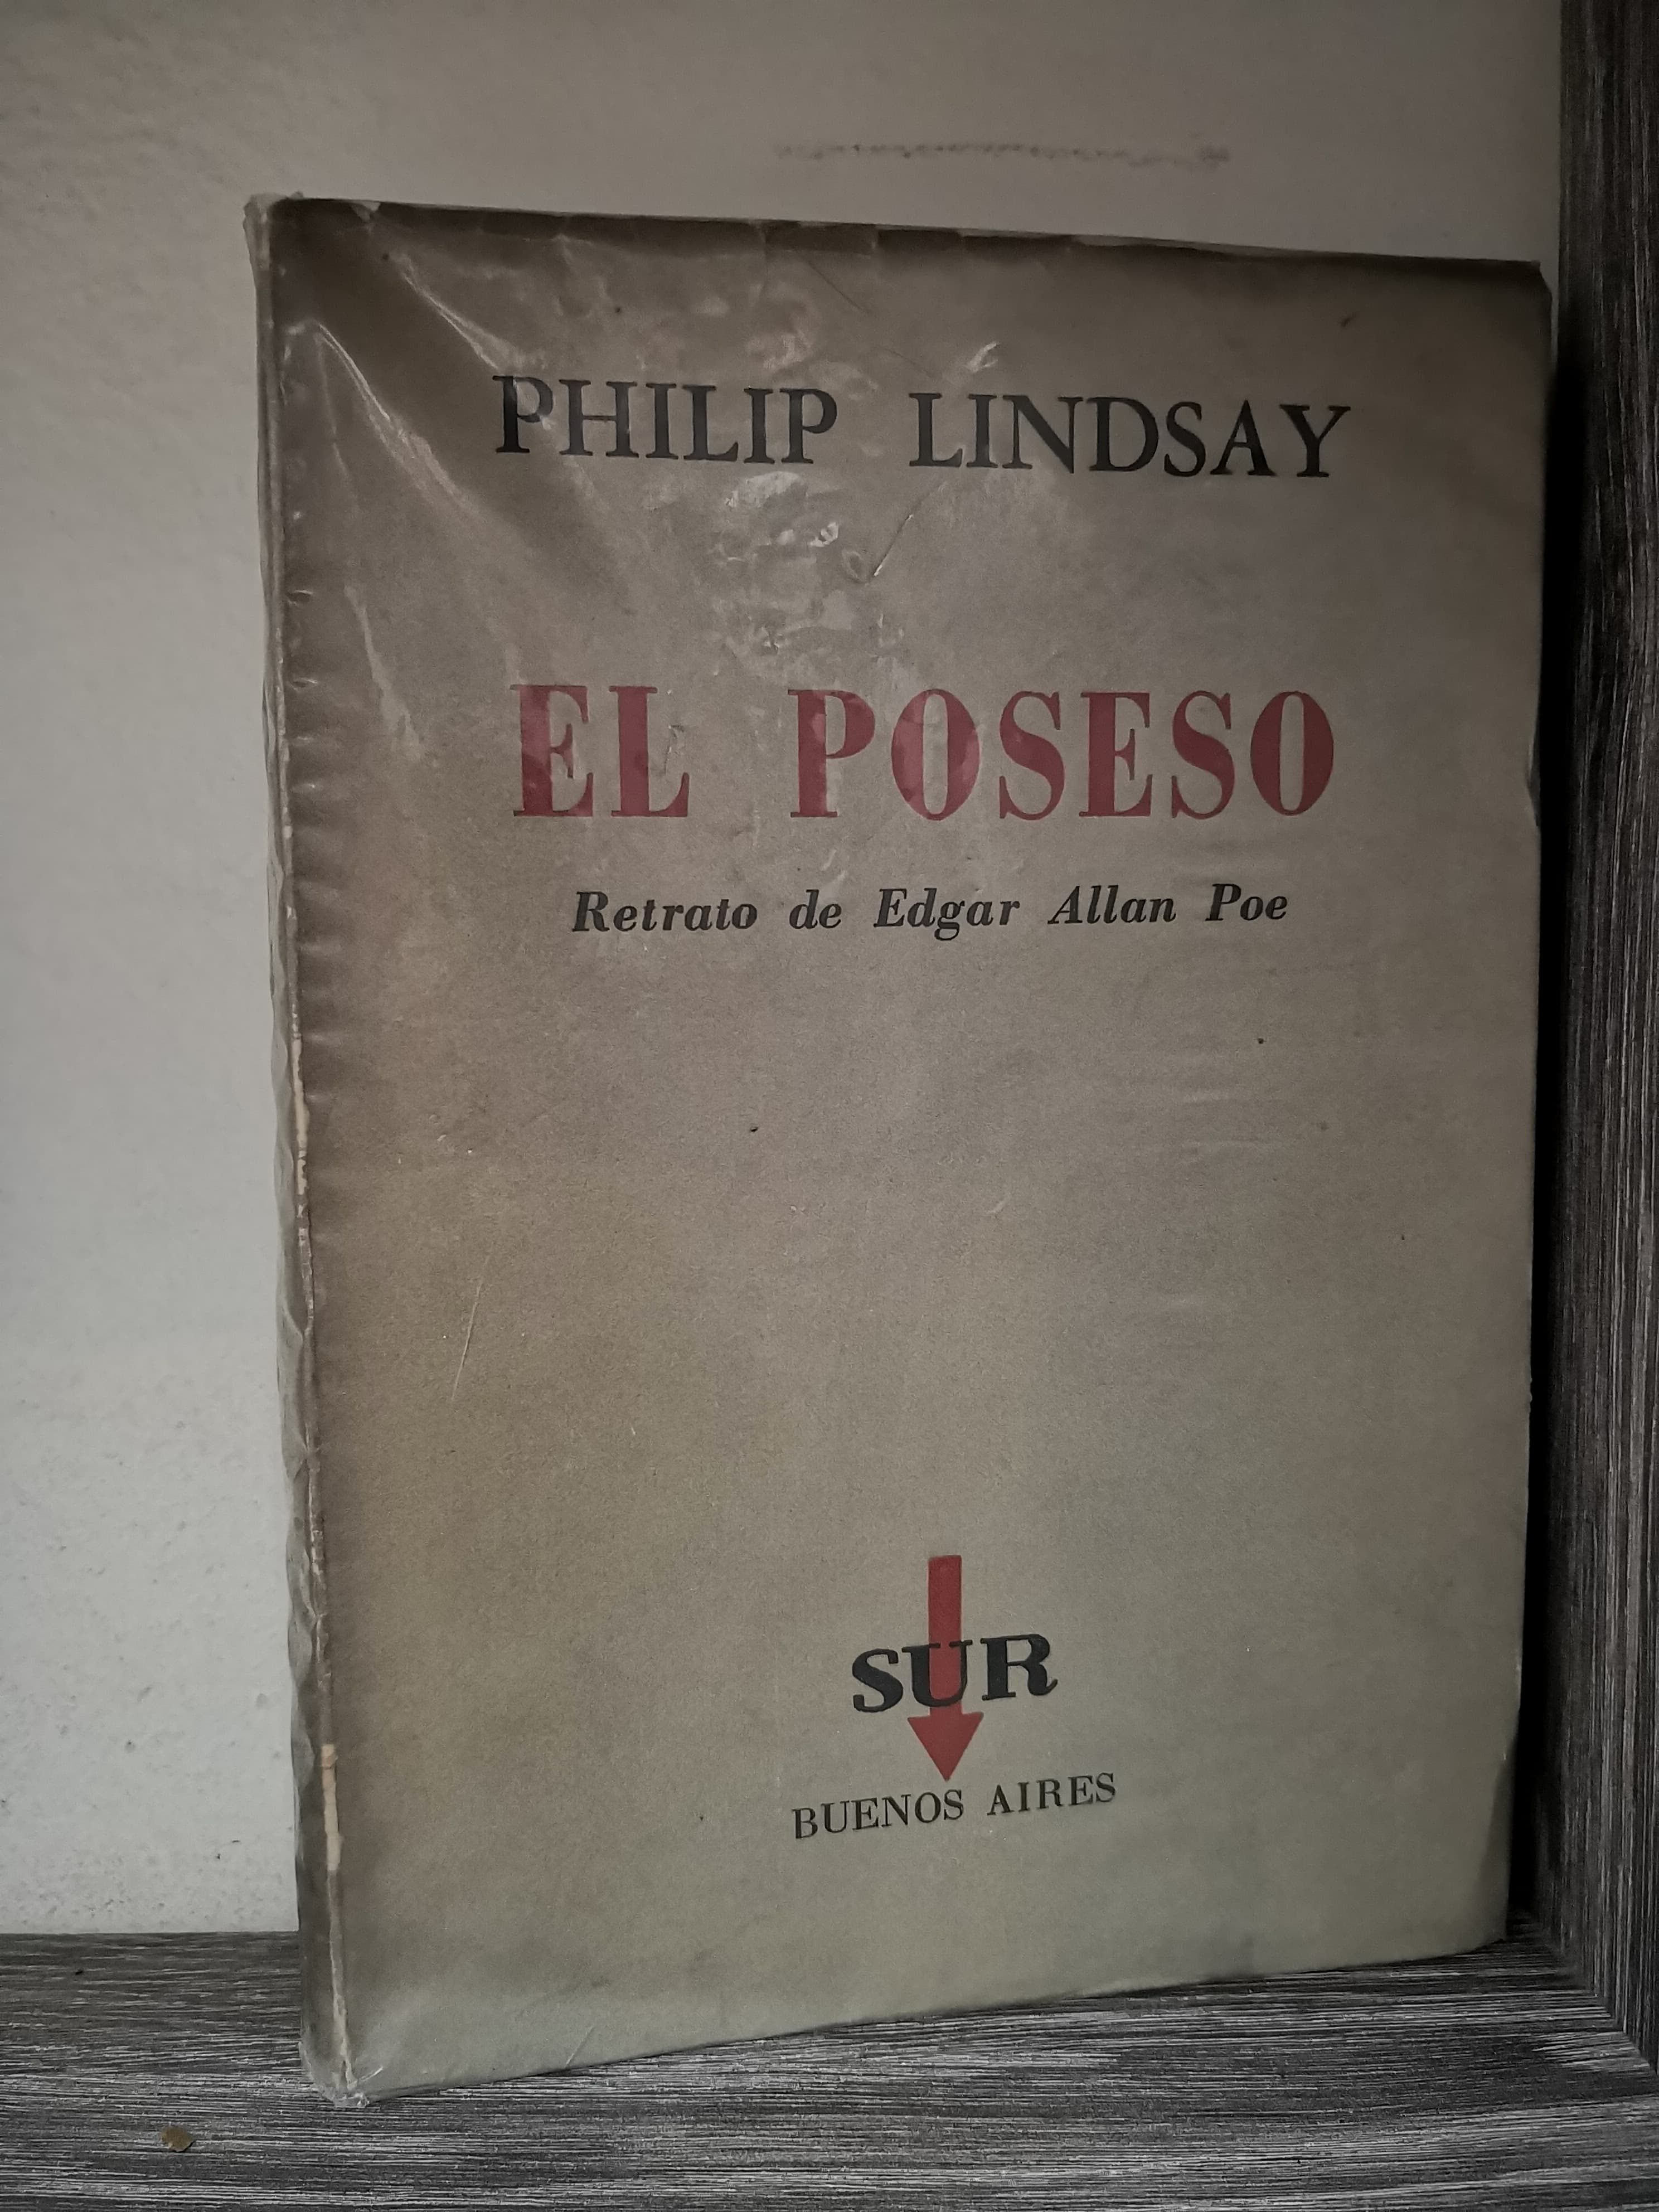 PHILIP LINDSAY
EL POSESO
Retrato de Edgar Allan Poe
SUR
BUENOS AIRES